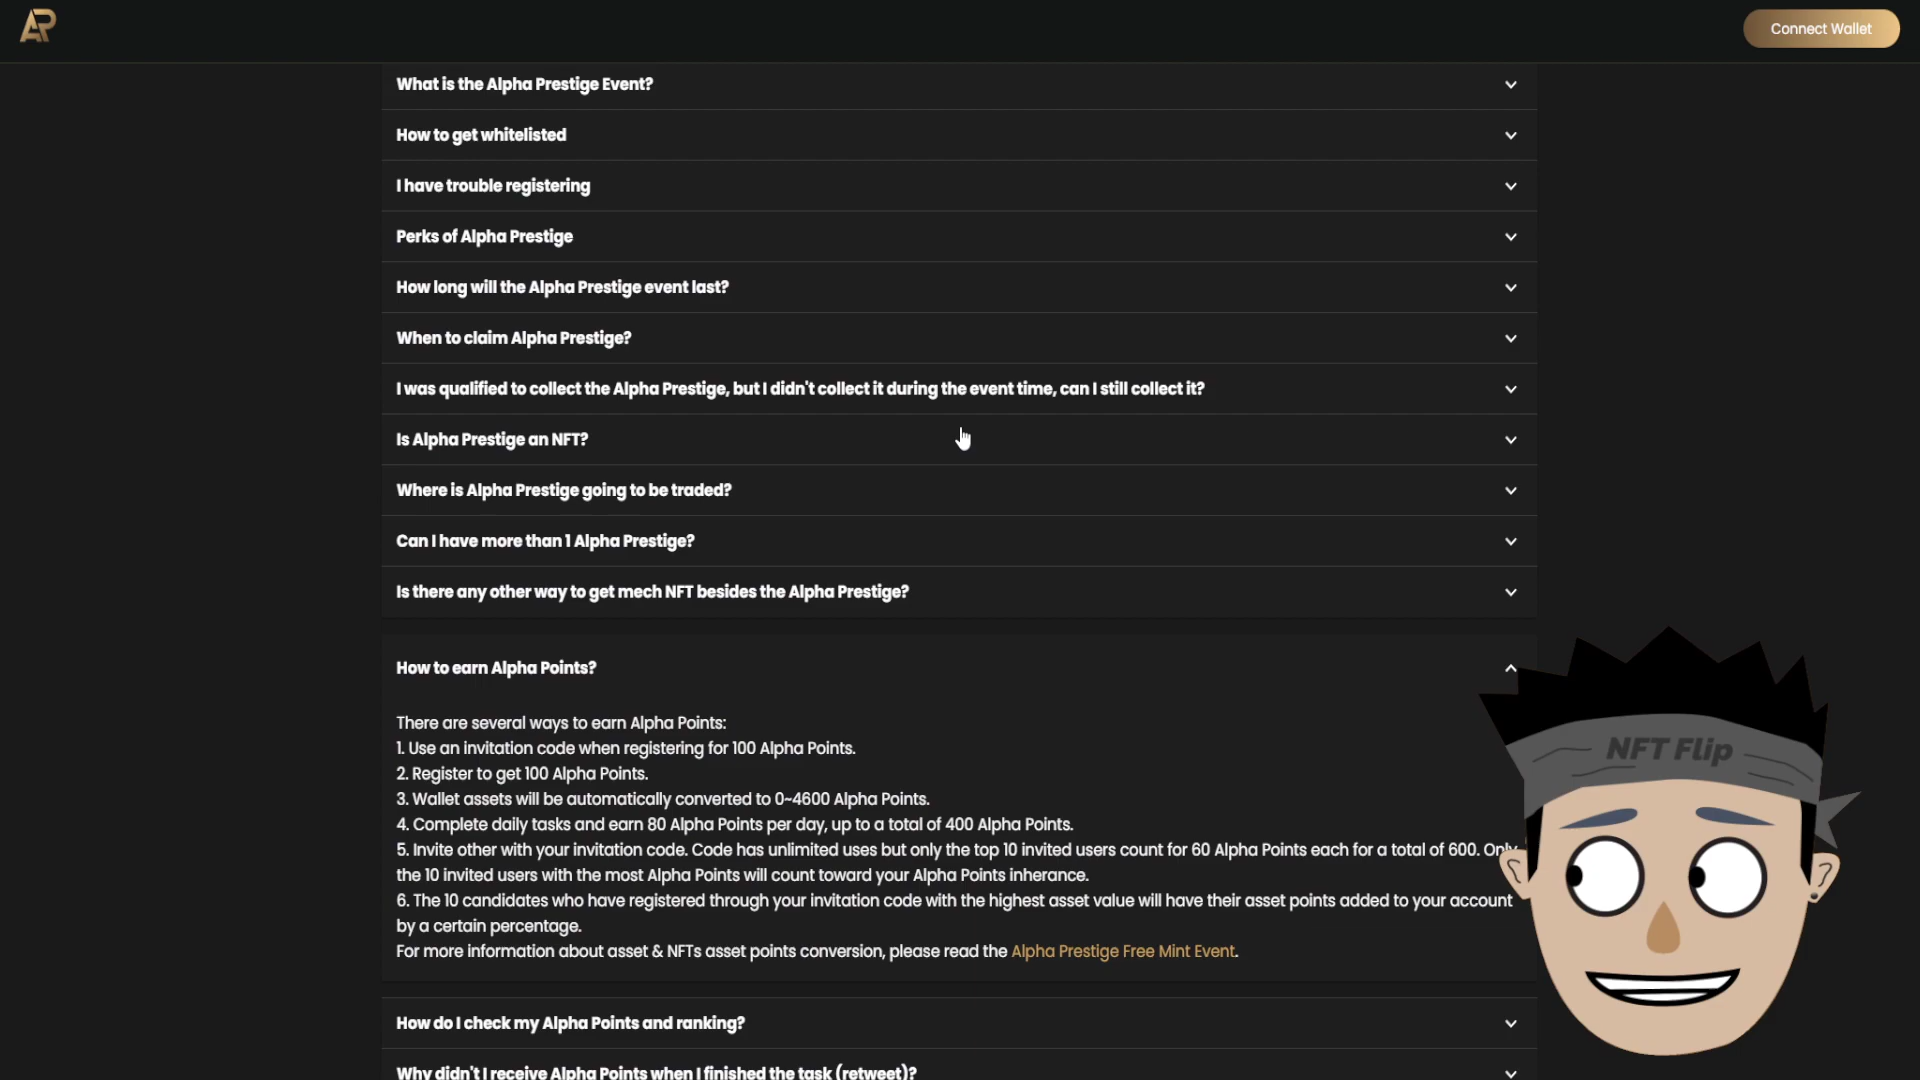 AP
Connect Wallet
What is the Alpha Prestige Event?
How to get whitelisted
I have trouble registering
Perks of Alpha Prestige
How long will the Alpha Prestige event last?
When to claim Alpha Prestige?
I was qualified to collect the Alpha Prestige, but I didn't collect it during the event time, can I still collect it?
Is Alpha Prestige an NFT?
Where is Alpha Prestige going to be traded?
Can I have more than 1 Alpha Prestige?
Is there any other way to get mech NFT besides the Alpha Prestige?
How to earn Alpha Points?
There are several ways to earn Alpha Points:
1. Use an invitation code when registering for 100 Alpha Points.
2. Register to get 100 Alpha Points.
3. Wallet assets will be automatically converted to 0~4600 Alpha Points.
4. Complete daily tasks and earn 80 Alpha Points per day, up to a total of 400 Alpha Points.
5. Invite other with your invitation code. Code has unlimited uses but only the top 10 invited users count for 60 Alpha Points each for a total of 600. Only
the 10 invited users with the most Alpha Points will count toward your Alpha Points inherance.
6. The 10 candidates who have registered through your invitation code with the highest asset value will have their asset points added to your account
by a certain percentage.
For more information about asset & NFTs asset points conversion, please read the Alpha Prestige Free Mint Event.
NFT Flip
How do I check my Alpha Points and ranking?
Why didn't I receive Alpha Points when I finished the task (retweet)?